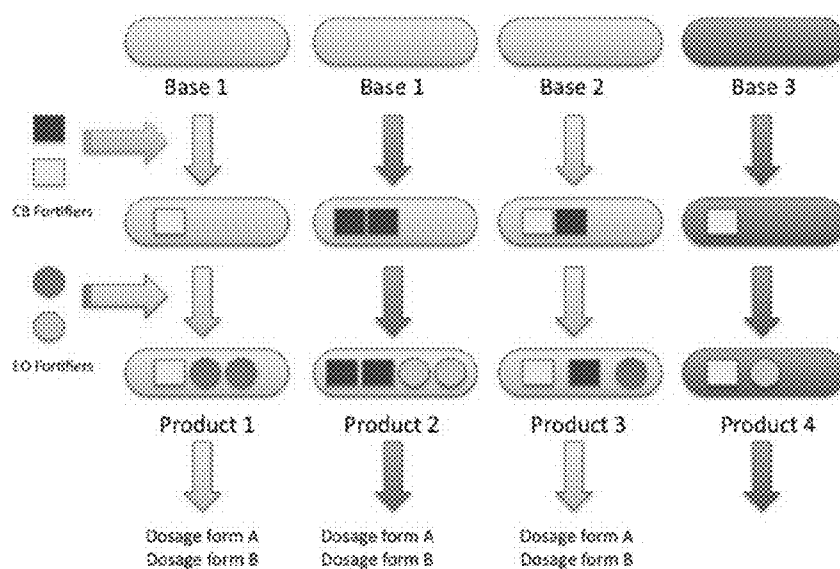 Base 1
Base 1
Base 2
Base 3
CB Fortifiers
EO Fortifiers
Product 1
Product 2
Product 3
Product 4
Dosage form A
Dosage form B
Dosage form A
Dosage form B
Dosage form A
Dosage form B